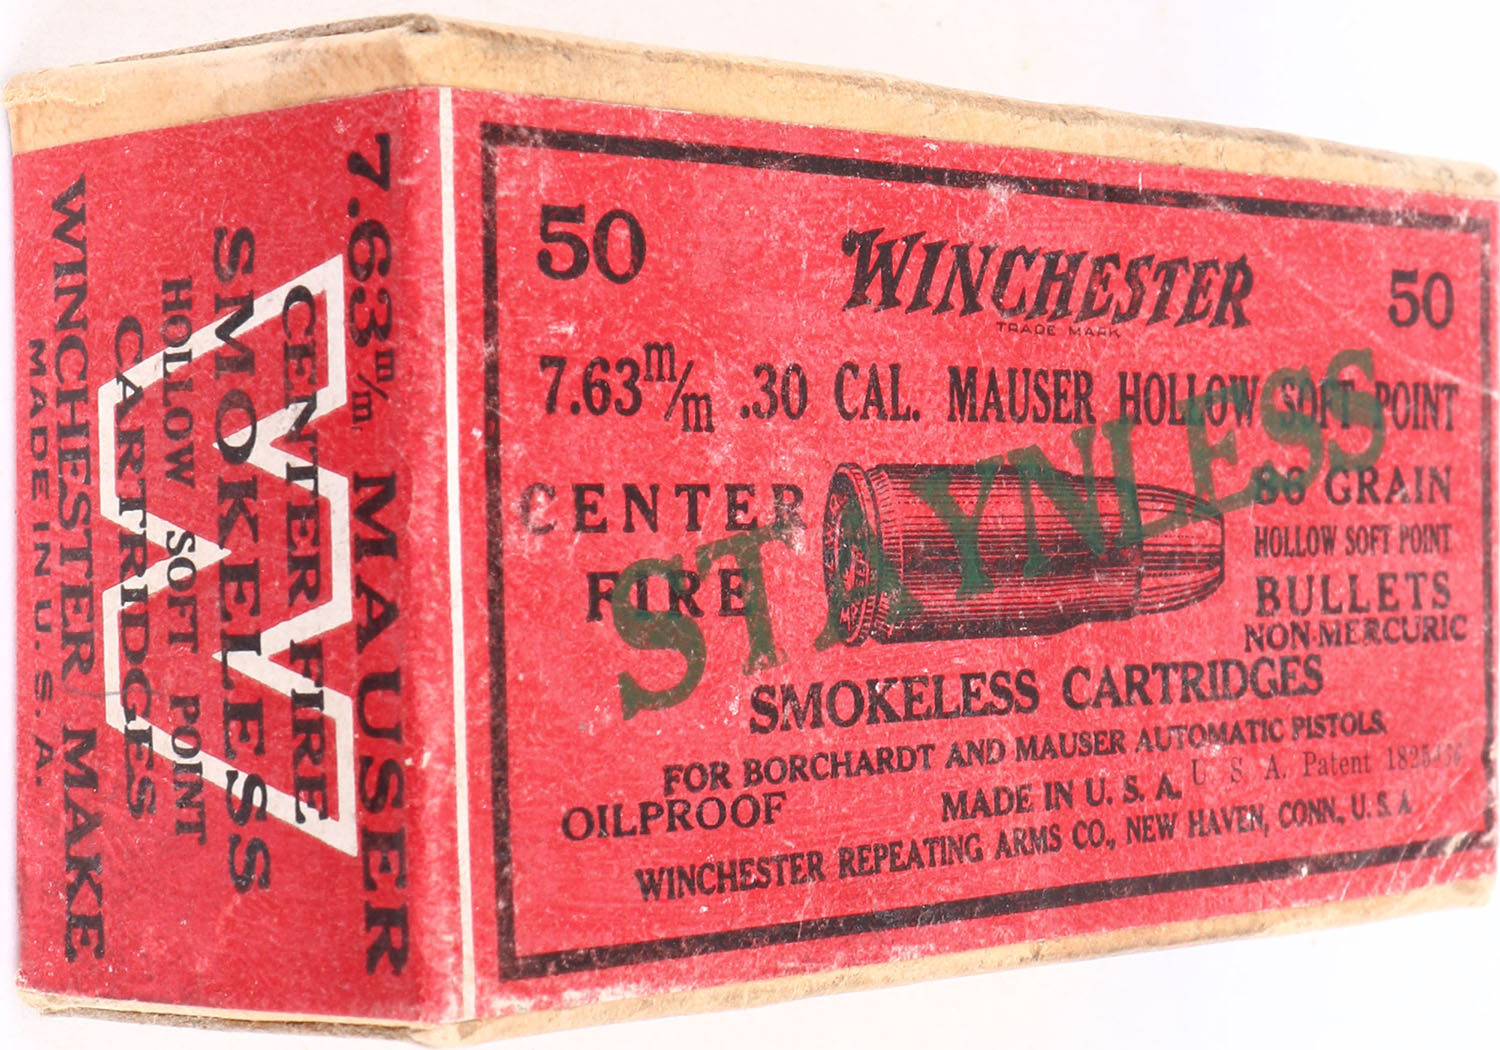 50 WINCHESTER 50
TRADE MARK
7.63 m/m .30 CAL. MAUSER HOLLOW SOFT POINT
CENTER
FIRE
86 GRAIN
HOLLOW SOFT POINT
BULLETS
NON-MERCURIC
STAYNLESS
SMOKELESS CARTRIDGES
FOR BORCHARDT AND MAUSER AUTOMATIC PISTOLS.
OILPROOF MADE IN U. S. A. U. S. A. Patent
WINCHESTER REPEATING ARMS CO., NEW HAVEN, CONN., U. S. A
7.63 m/m MAUSER
CENTER FIRE
SMOKELESS
HOLLOW SOFT POINT
CARTRIDGES
WINCHESTER MAKE
MADE IN U. S. A.
W